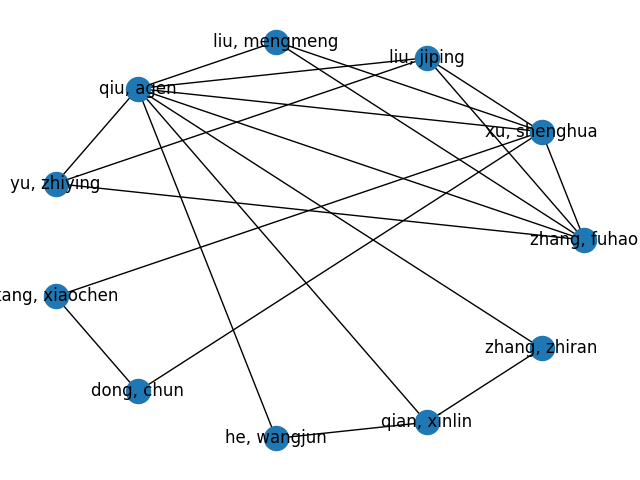 liu, mengmeng
liu, jiping
qiu, agen
xu, shenghua
yu, zhiying
zhang, fuhao
xiaochen
zhang, zhiran
dong, chun
qian, xinlin
he, wangjun